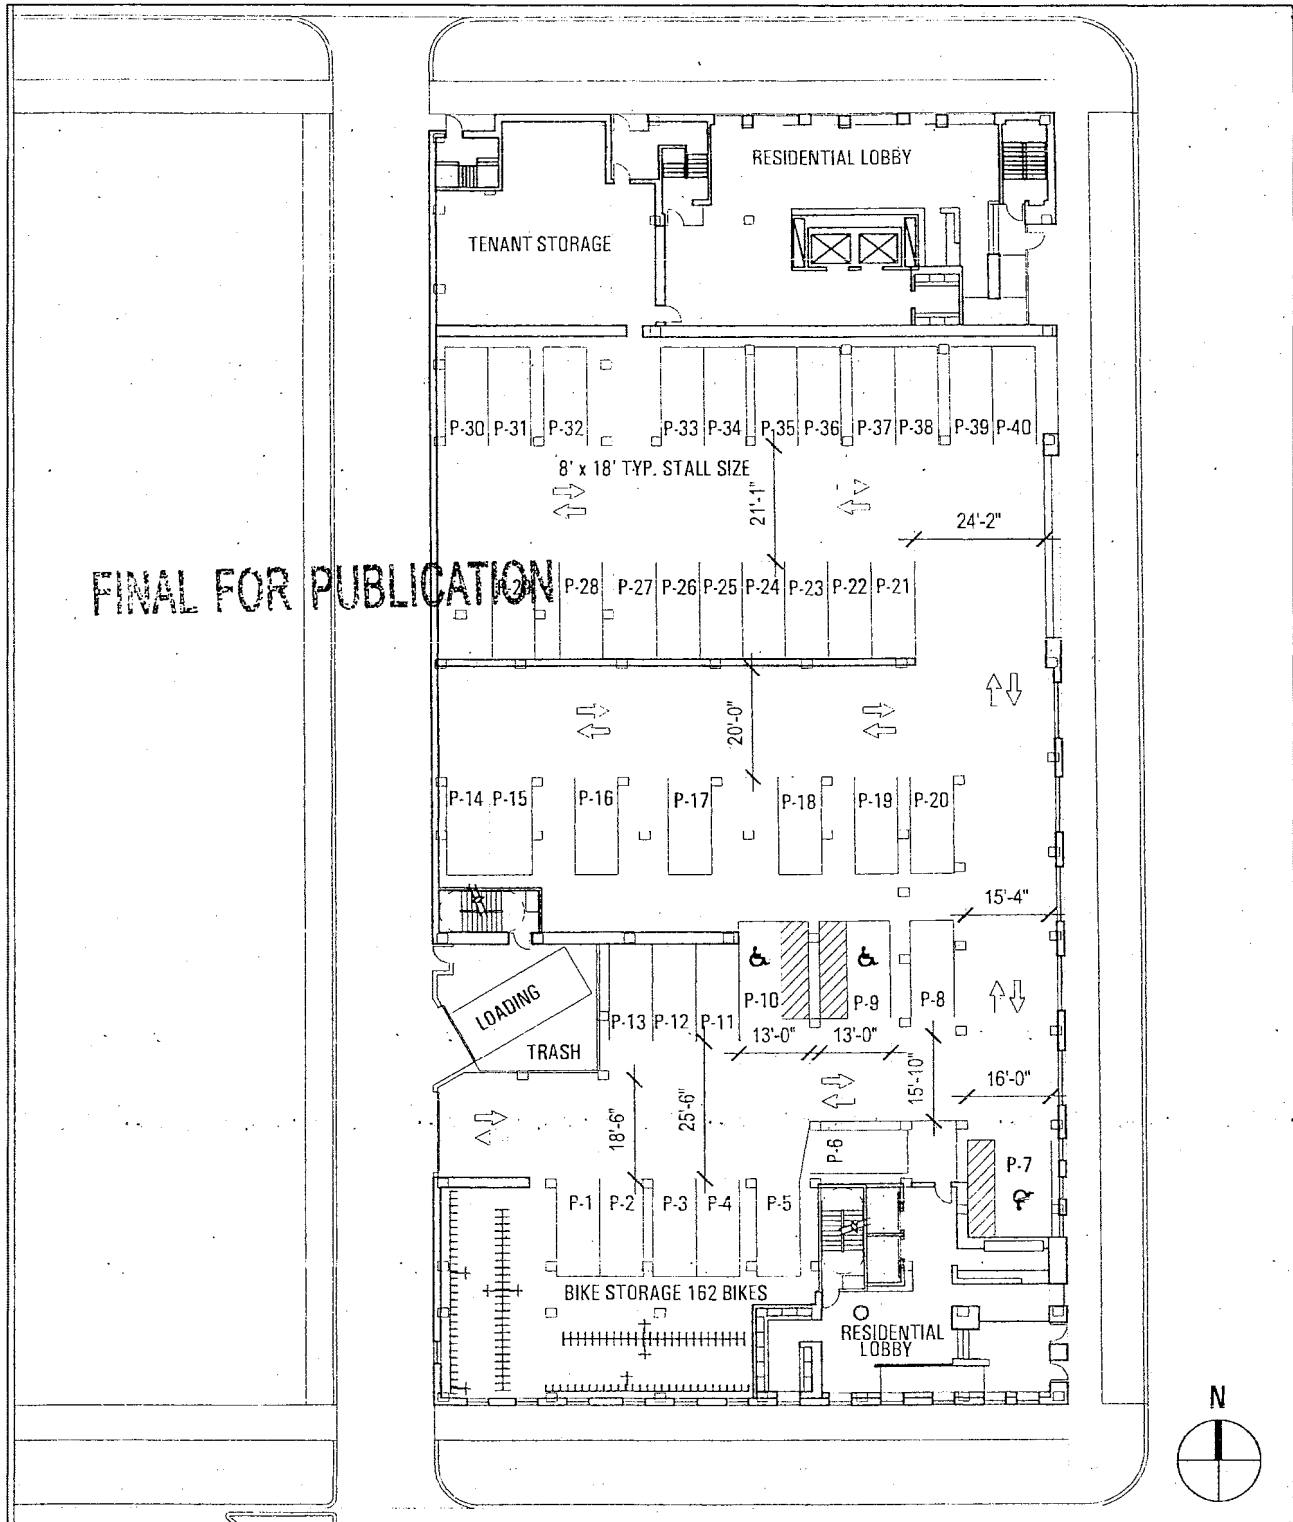 RESIDENTIAL LOBBY
TENANT STORAGE
P-30 P-31 P-32 P-33 P-34 P-35 P-36 P-37 P-38 P-39 P-40
8' x 18' TYP. STALL SIZE
21'-1"
24'-2"
FINAL FOR PUBLICATION
P-28 P-27 P-26 P-25 P-24 P-23 P-22 P-21
20'-0"
P-14 P-15 P-16 P-17 P-18 P-19 P-20
15'-4"
LOADING
TRASH
P-13 P-12 P-11 P-10 P-9 P-8
13'-0" 13'-0"
15'-10"
16'-0"
18'-6"
25'-6"
P-6
P-7
P-1 P-2 P-3 P-4 P-5
BIKE STORAGE 162 BIKES
RESIDENTIAL
LOBBY
N